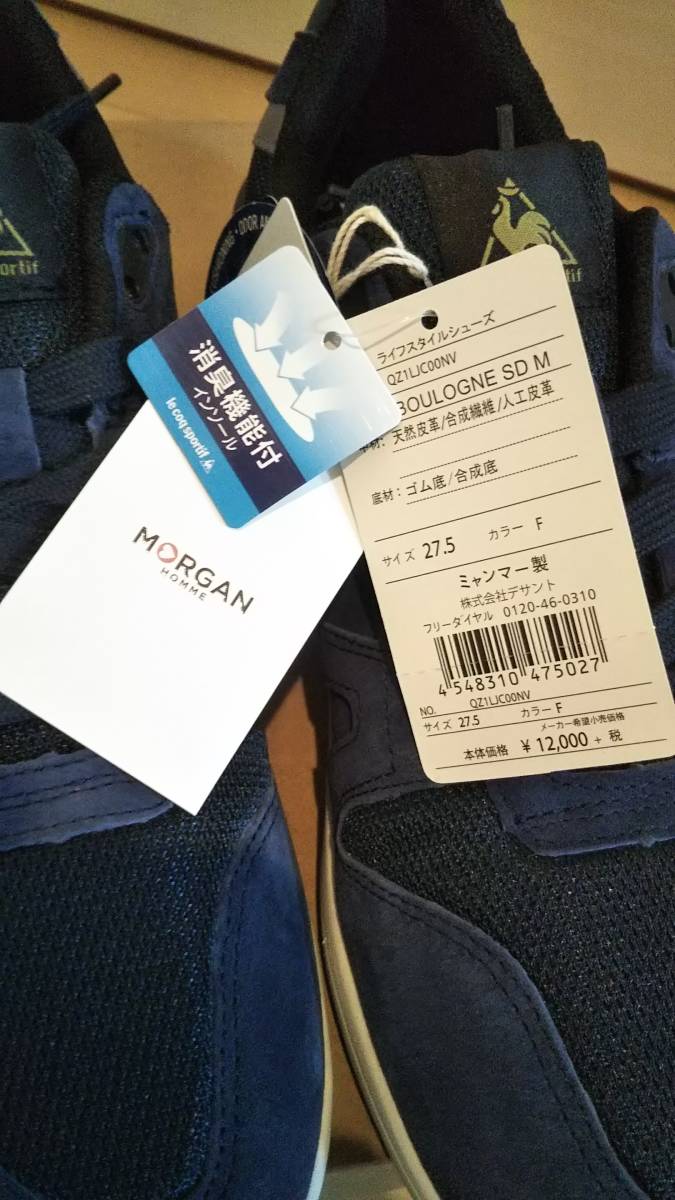 ortif
消臭機能付
インソール
le coq sportif
MORGAN
HOMME
ライフスタイルシューズ
QZ1LJC00NV
BOULOGNE SD M
天然皮革/合成繊維/人工皮革
底材：ゴム底/合成底
サイズ 27.5 カラー F
ミャンマー製
株式会社デサント
フリーダイヤル 0120-46-0310
4 548310 475027
NO. QZ1LJC00NV
サイズ 27.5 カラー F
メーカー希望小売価格
本体価格 ¥ 12,000 + 税